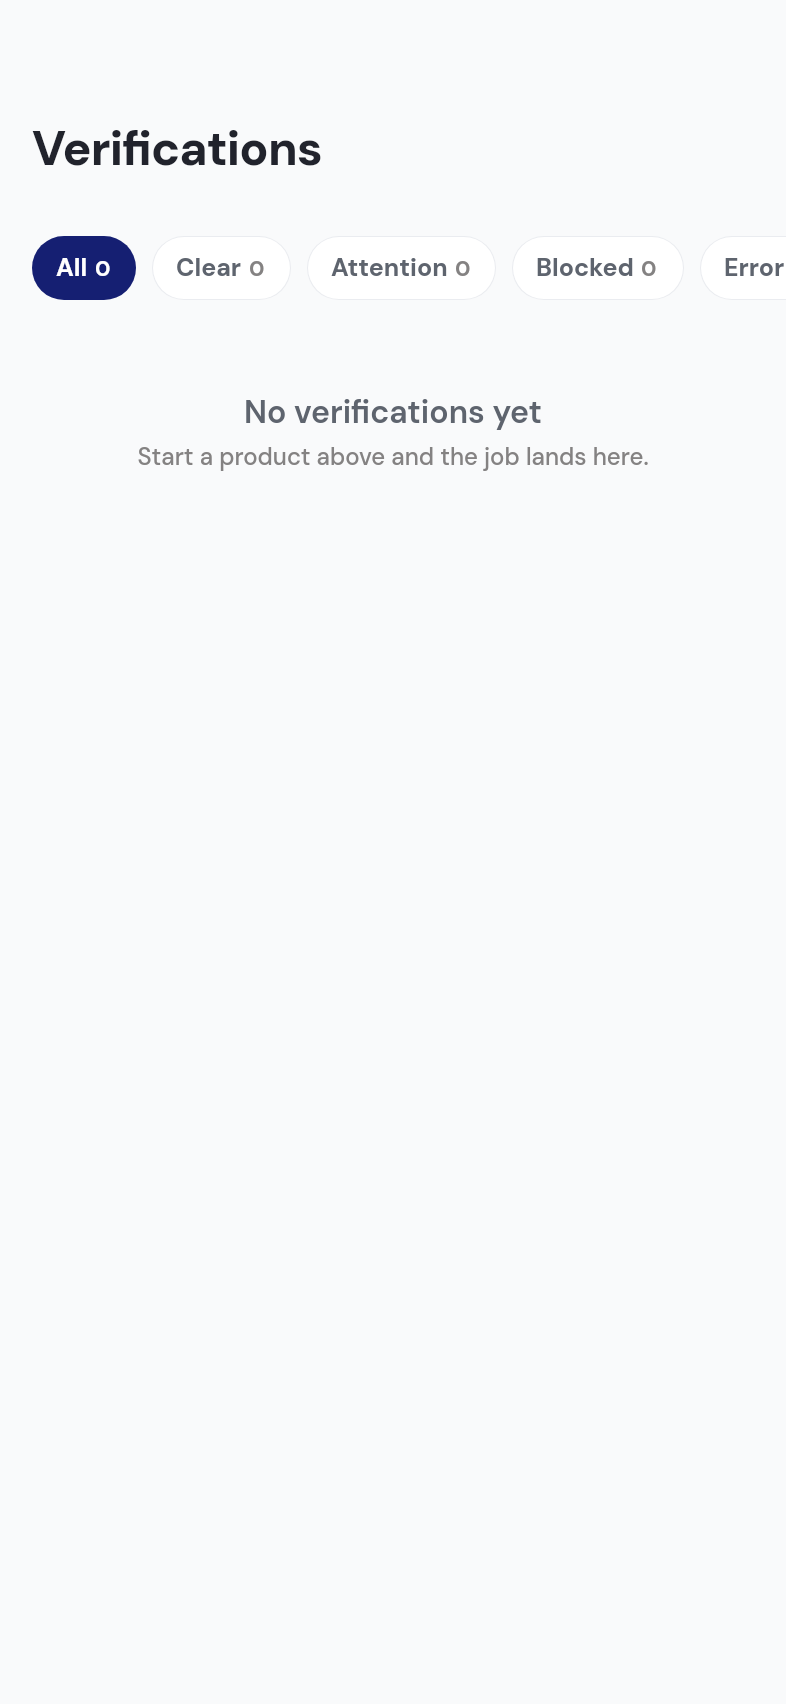 Verifications
All 0 Clear 0 Attention 0 Blocked 0 Error
No verifications yet
Start a product above and the job lands here.